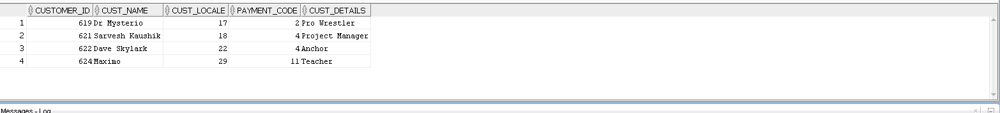 CUSTOMER_ID CUST_NAME CUST_LOCALE PAYMENT_CODE CUST_DETAILS
1 619 Dr Mysterio 17 2 Pro Wrestler
2 621 Sarvesh Kaushik 18 4 Project Manager
3 622 Dave Skylark 22 4 Anchor
4 624 Maximo 29 11 Teacher
Messages - Log